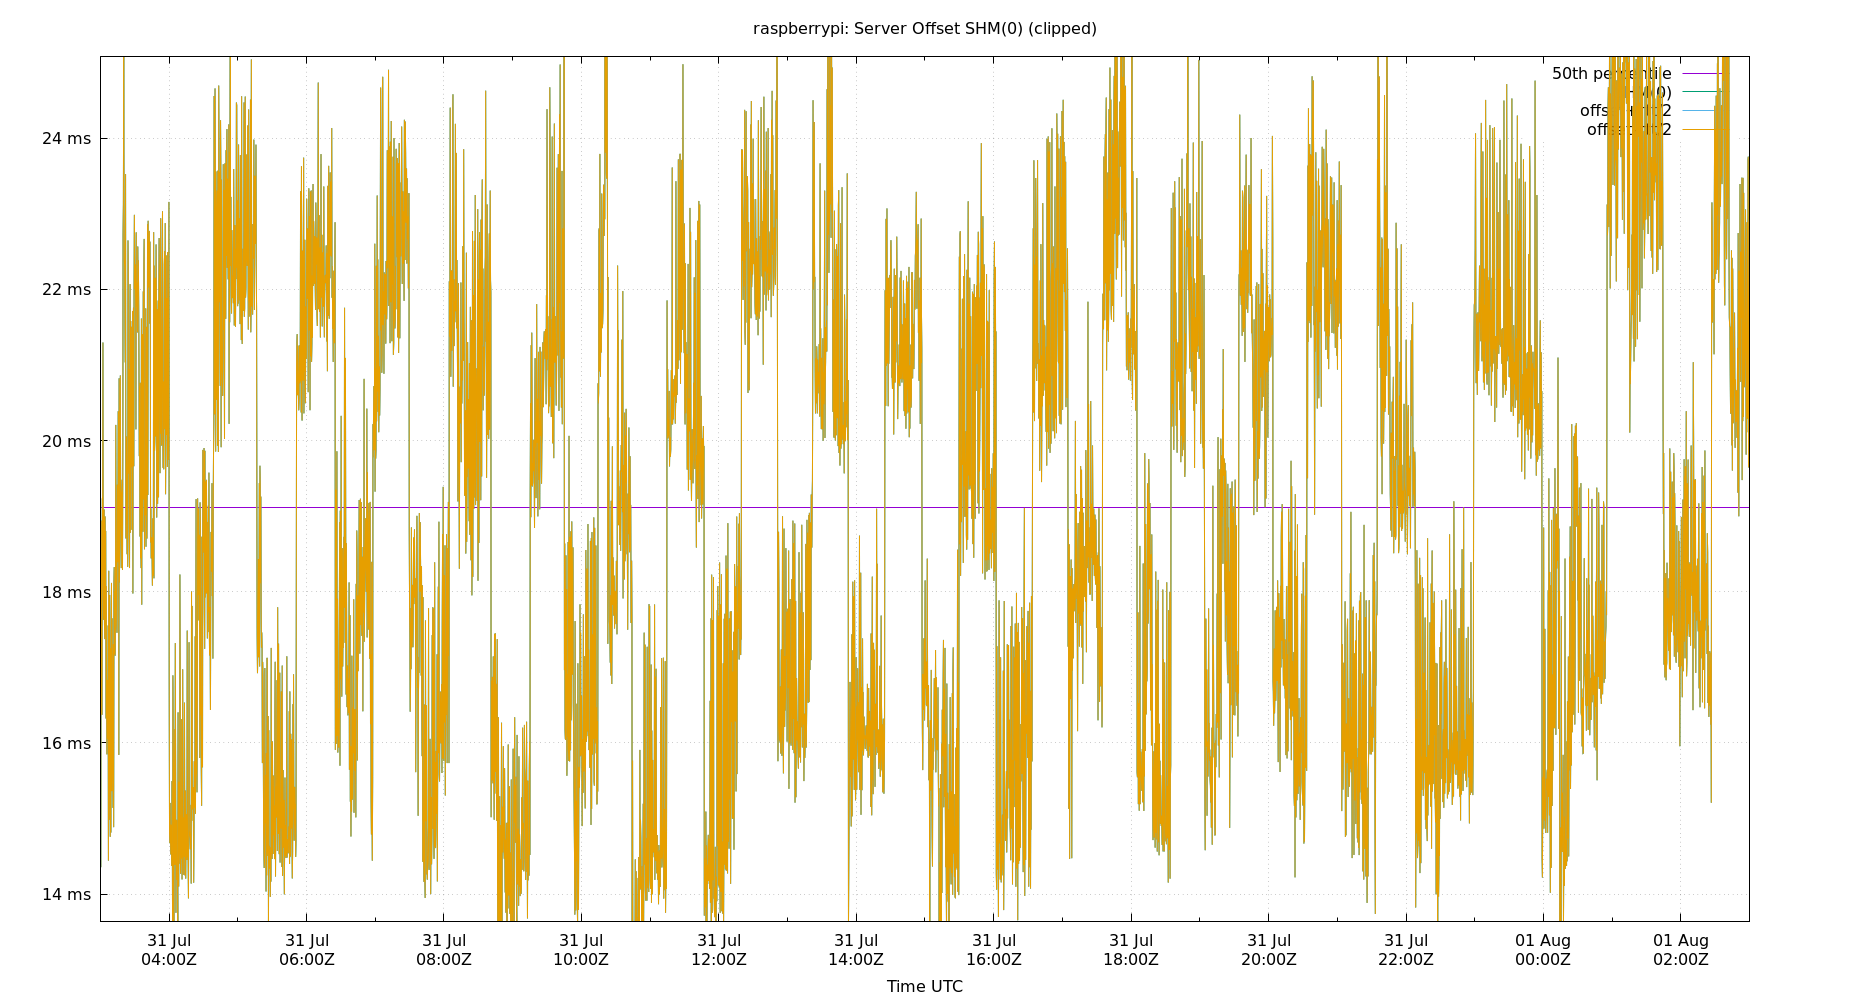 raspberrypi: Server Offset SHM(0) (clipped)
24 ms
22 ms
20 ms
18 ms
16 ms
14 ms
50th percentile
SHM(0)
31 Jul 31 Jul 31 Jul 31 Jul 31 Jul 31 Jul 31 Jul 31 Jul 31 Jul 31 Jul 01 Aug 01 Aug
04:00Z 06:00Z 08:00Z 10:00Z 12:00Z 14:00Z 16:00Z 18:00Z 20:00Z 22:00Z 00:00Z 02:00Z
Time UTC